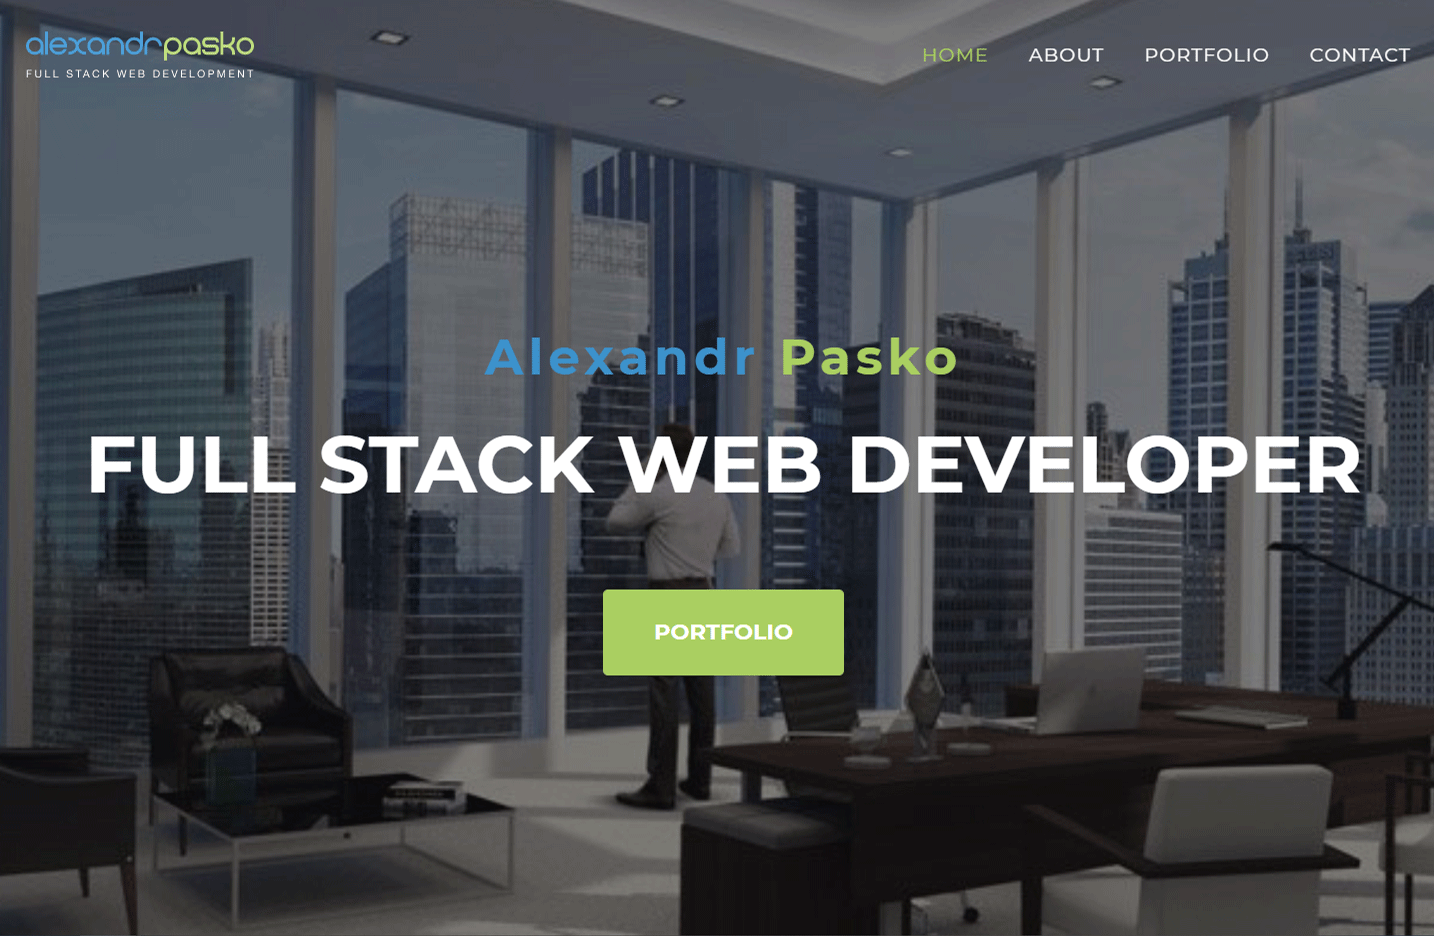 alexandrpasko
FULL STACK WEB DEVELOPMENT
HOME ABOUT PORTFOLIO CONTACT
Alexandr Pasko
FULL STACK WEB DEVELOPER
PORTFOLIO